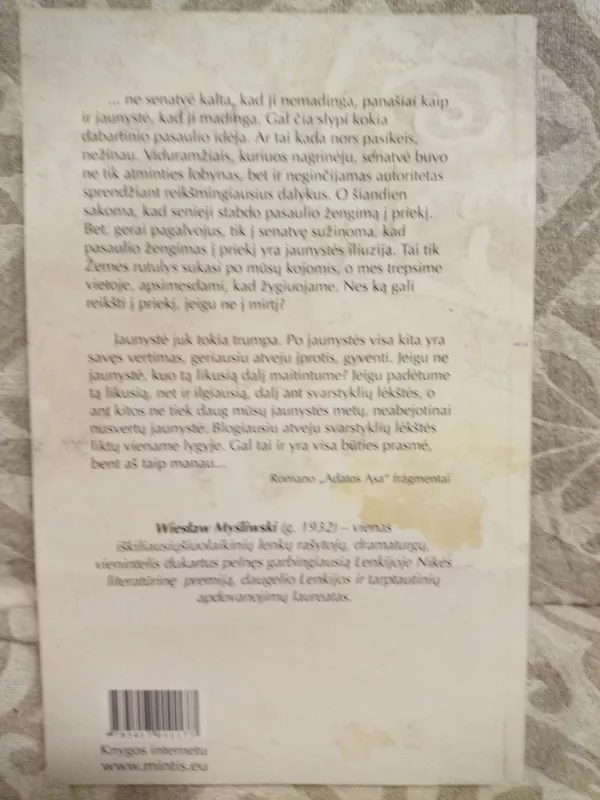 ... ne senatvė kalta, kad ji nemadinga, panašiai kaip
ir jaunystė, kad ji madinga. Gal čia slypi kokia
dabartinio pasaulio idėja. Ar tai kada nors pasikeis,
nežinau. Viduramžiais, kuriuos nagrinėju, senatvė buvo
ne tik atminties lobynas, bet ir neginčijamas autoritetas
sprendžiant reikšmingiausius dalykus. O šiandien
sakoma, kad senieji stabdo pasaulio žengimą į priekį.
Bet, gerai pagalvojus, tik į senatvę sužinoma, kad
pasaulio žengimas į priekį yra jaunystės iliuzija. Tai tik
Žemės rutulys sukasi po mūsų kojomis, o mes trepsime
vietoje, apsimesdami, kad žygiuojame. Nes ką gali
reikšti į priekį, jeigu ne į mirtį?
Jaunystė juk tokia trumpa. Po jaunystės visa kita yra
savęs vertimas, geriausiu atveju įprotis, gyventi. Jeigu ne
jaunystė, kuo tą likusią dalį maitintume? Jeigu padėtume
tą likusią, net ir ilgiausią, dalį ant svarstyklių lėkštės, o
ant kitos ne tiek daug mūsų jaunystės metų, neabejotinai
nusvertų jaunystė. Blogiausiu atveju svarstyklių lėkštės
liktų viename lygyje. Gal tai ir yra visa būties prasmė,
bent aš taip manau...
Romano „Adatos Ąsa“ fragmentai
Wiesław Myśliwski (g. 1932) – vienas
iškiliausiųšiuolaikinių lenkų rašytojų, dramaturgų,
vienintelis dukartus pelnęs garbingiausią Lenkijoje Nikės
literatūrinę premiją, daugelio Lenkijos ir tarptautinių
apdovanojimų laureatas.
Knygos internetu
www.mintis.eu